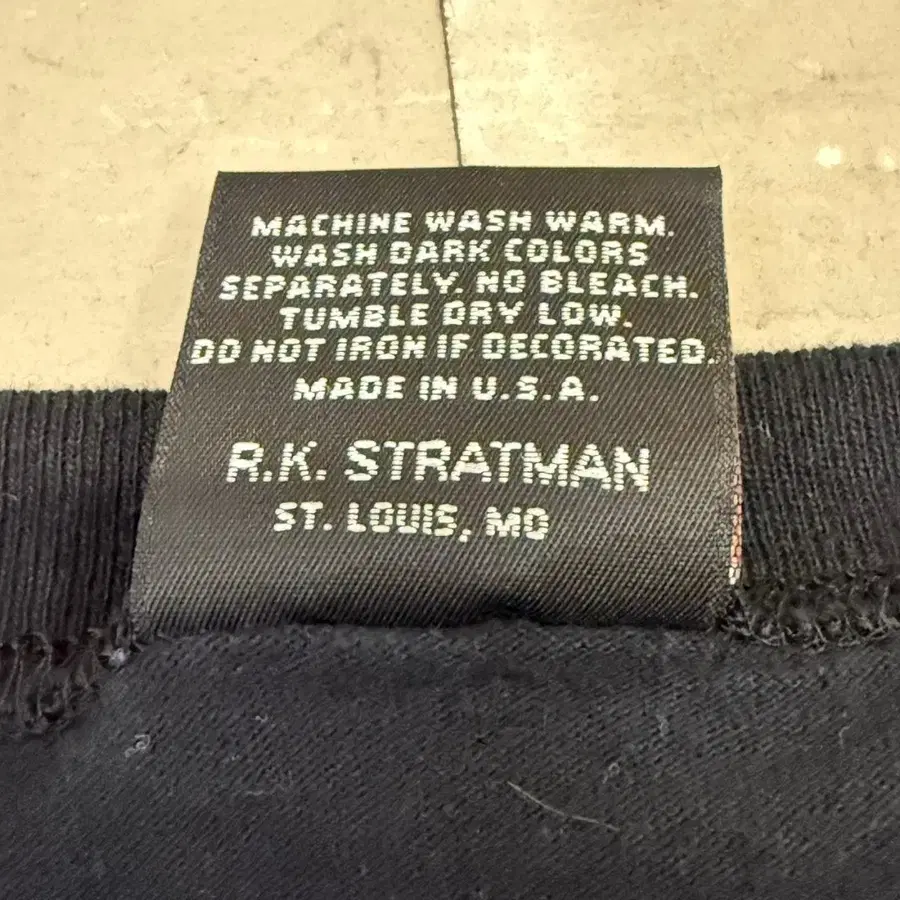 MACHINE WASH WARM.
WASH DARK COLORS
SEPARATELY. NO BLEACH.
TUMBLE DRY LOW.
DO NOT IRON IF DECORATED.
MADE IN U.S.A.
R.K. STRATMAN
ST. LOUIS, MO